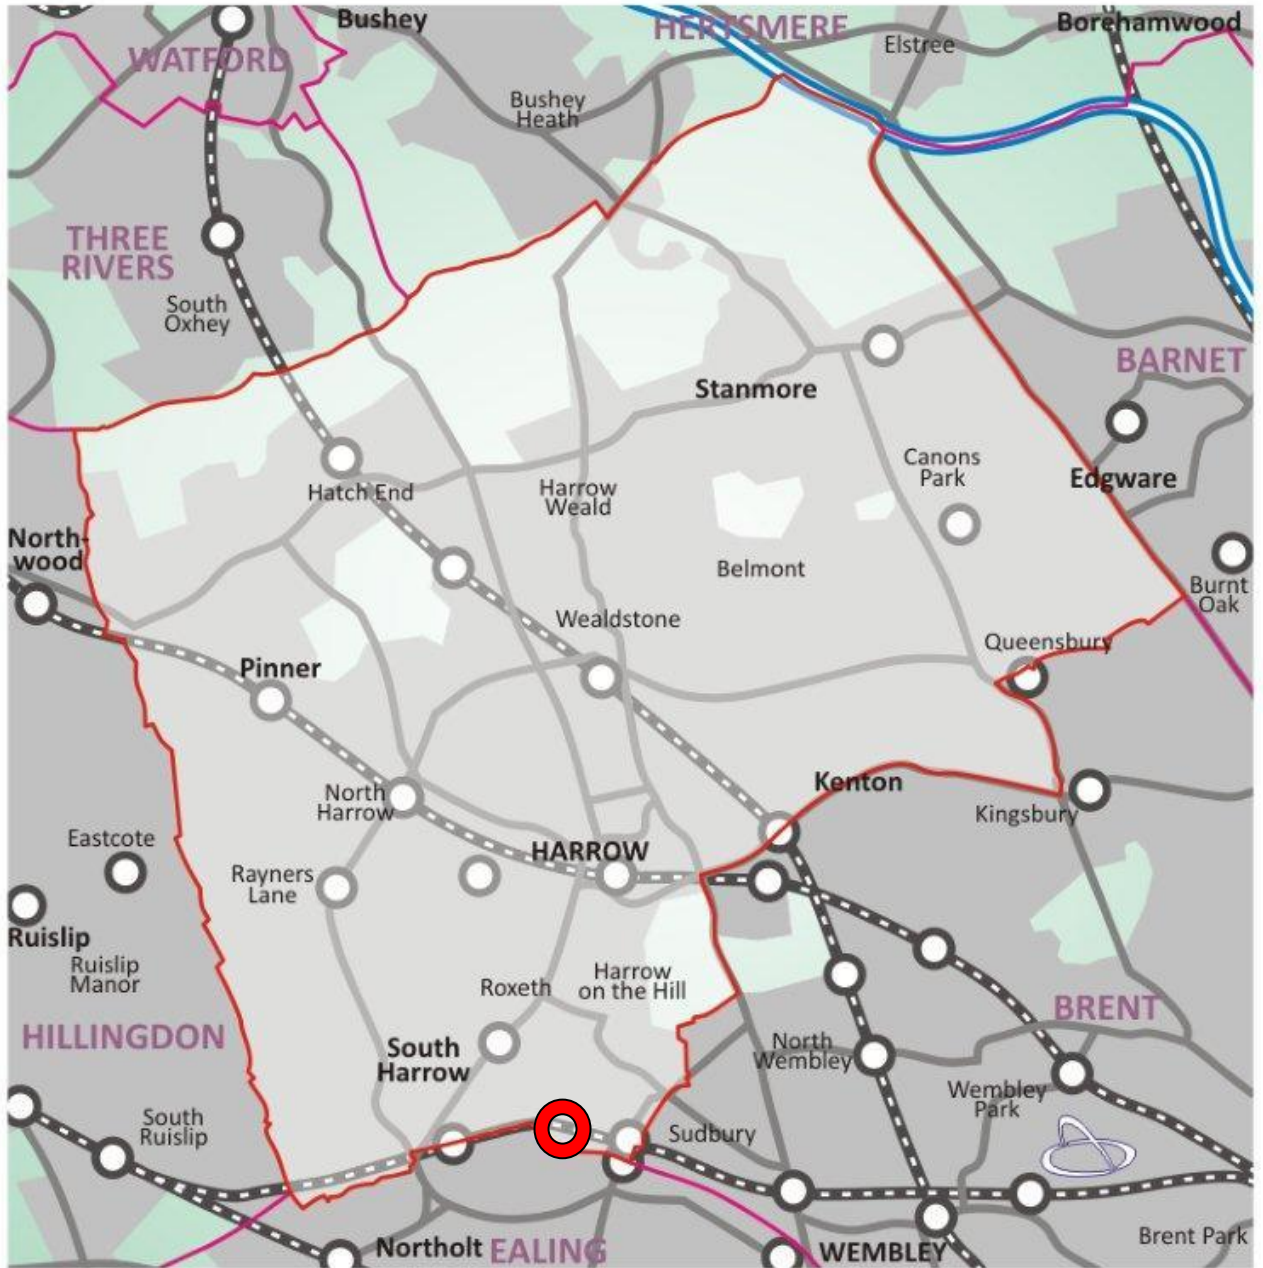 Bushey
HERTSMERE
Borehamwood
Elstree
WATFORD
Bushey
Heath
THREE
RIVERS
South
Oxhey
BARNET
Stanmore
Canons
Park
Edgware
Hatch End
Harrow
Weald
North-
wood
Belmont
Burnt
Oak
Wealdstone
Queensbury
Pinner
Kenton
North
Harrow
Kingsbury
Eastcote
HARROW
Rayners
Lane
Ruislip
Ruislip
Manor
Roxeth
Harrow
on the Hill
BRENT
HILLINGDON
South
Harrow
North
Wembley
Wembley
Park
South
Ruislip
Sudbury
Northolt
EALING
WEMBLEY
Brent Park